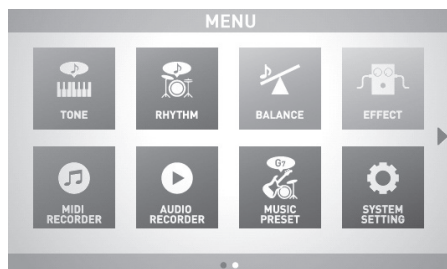 MENU
TONE
RHYTHM
BALANCE
EFFECT
MIDI
RECORDER
AUDIO
RECORDER
G7
MUSIC
PRESET
SYSTEM
SETTING